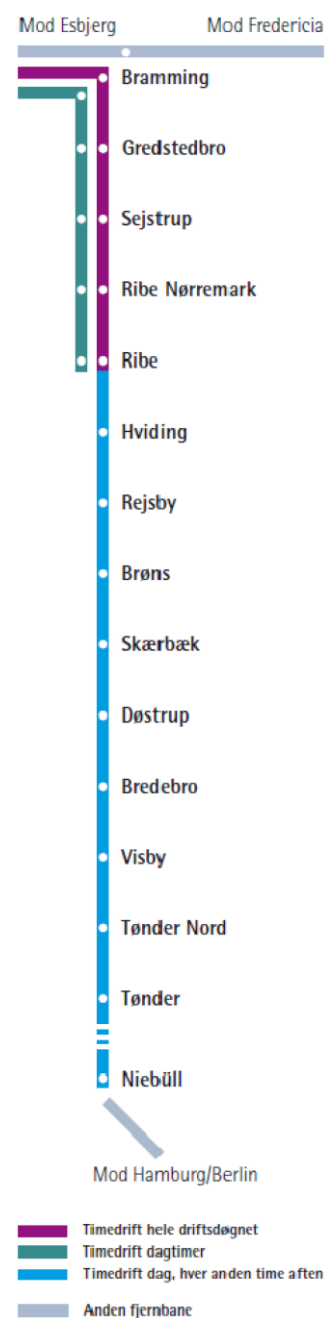 Mod Esbjerg Mod Fredericia
Bramming
Gredstedbro
Sejstrup
Ribe Nørremark
Ribe
Hviding
Rejsby
Brøns
Skærbæk
Døstrup
Bredebro
Visby
Tønder Nord
Tønder
Niebüll
Mod Hamburg/Berlin
Timedrift hele driftsdøgnet
Timedrift dagtimer
Timedrift dag, hver anden time aften
Anden fjernbane